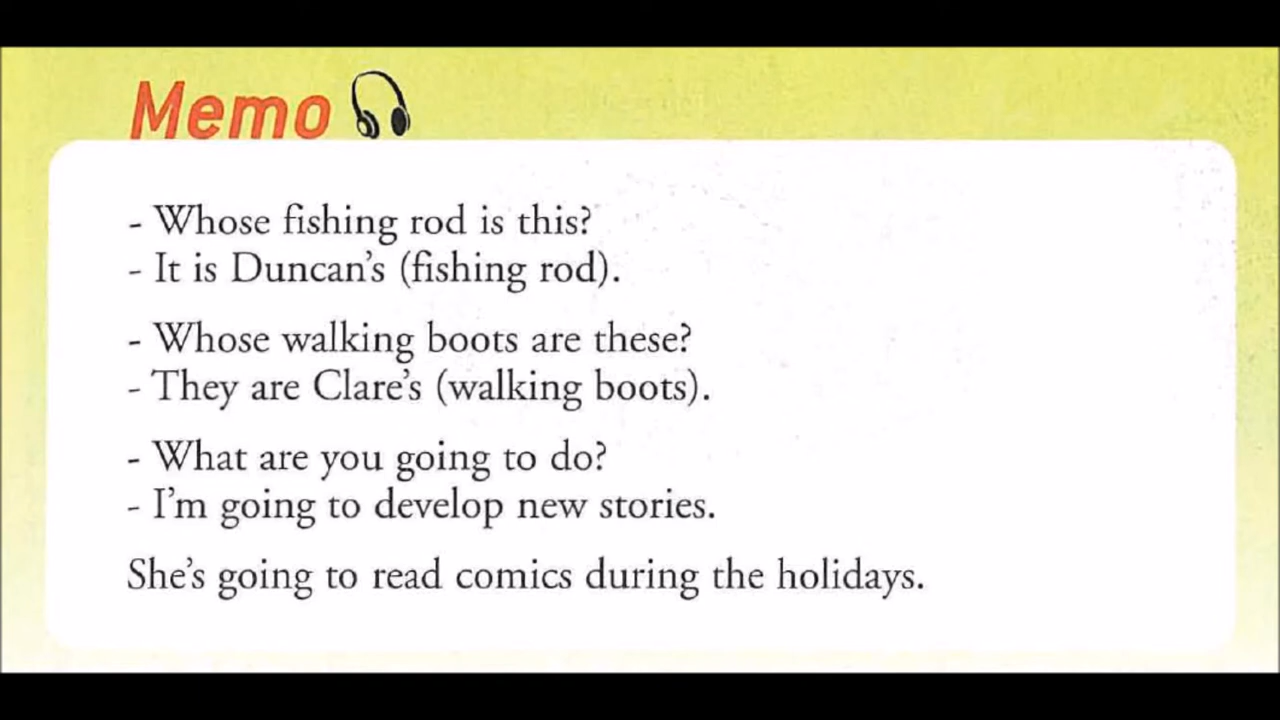 Memo
- Whose fishing rod is this?
- It is Duncan's (fishing rod).
- Whose walking boots are these?
- They are Clare's (walking boots).
- What are you going to do?
- I'm going to develop new stories.
She's going to read comics during the holidays.